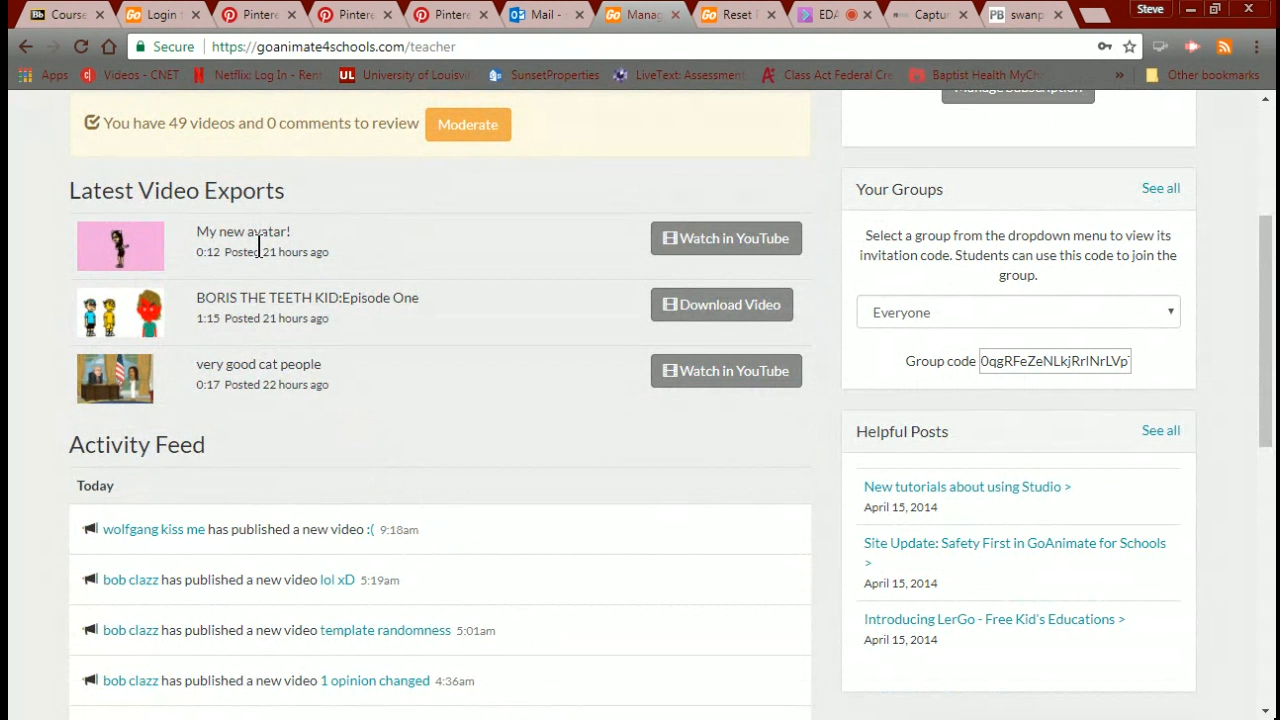 Course
Login
Pintere
Pintere
Pintere
Mail -
Manag
Reset
EDA
Captur
swanp
Steve
Secure https://goanimate4schools.com/teacher
Apps
Videos - CNET
Netflix: Log In - Ren
University of Louisvi
SunsetProperties
LiveText: Assessmen
Class Act Federal Cre
Baptist Health MyCh
»
Other bookmarks
You have 49 videos and 0 comments to review
Moderate
Manage Subscription
Latest Video Exports
My new avatar!
0:12 Posted 21 hours ago
Watch in YouTube
BORIS THE TEETH KID:Episode One
1:15 Posted 21 hours ago
Download Video
very good cat people
0:17 Posted 22 hours ago
Watch in YouTube
Your Groups
See all
Select a group from the dropdown menu to view its
invitation code. Students can use this code to join the
group.
Everyone
Group code
Activity Feed
Today
wolfgang kiss me has published a new video :( 9:18am
bob clazz has published a new video lol xD 5:19am
bob clazz has published a new video template randomness 5:01am
bob clazz has published a new video 1 opinion changed 4:36am
Helpful Posts
See all
New tutorials about using Studio >
April 15, 2014
Site Update: Safety First in GoAnimate for Schools
>
April 15, 2014
Introducing LerGo - Free Kid's Educations >
April 15, 2014